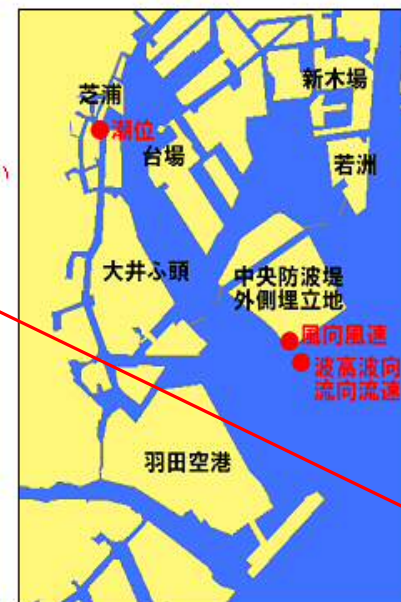 新木場
芝浦
潮位
台場
若洲
大井ふ頭
中央防波堤
外側埋立地
風向風速
波高波向
流向流速
羽田空港